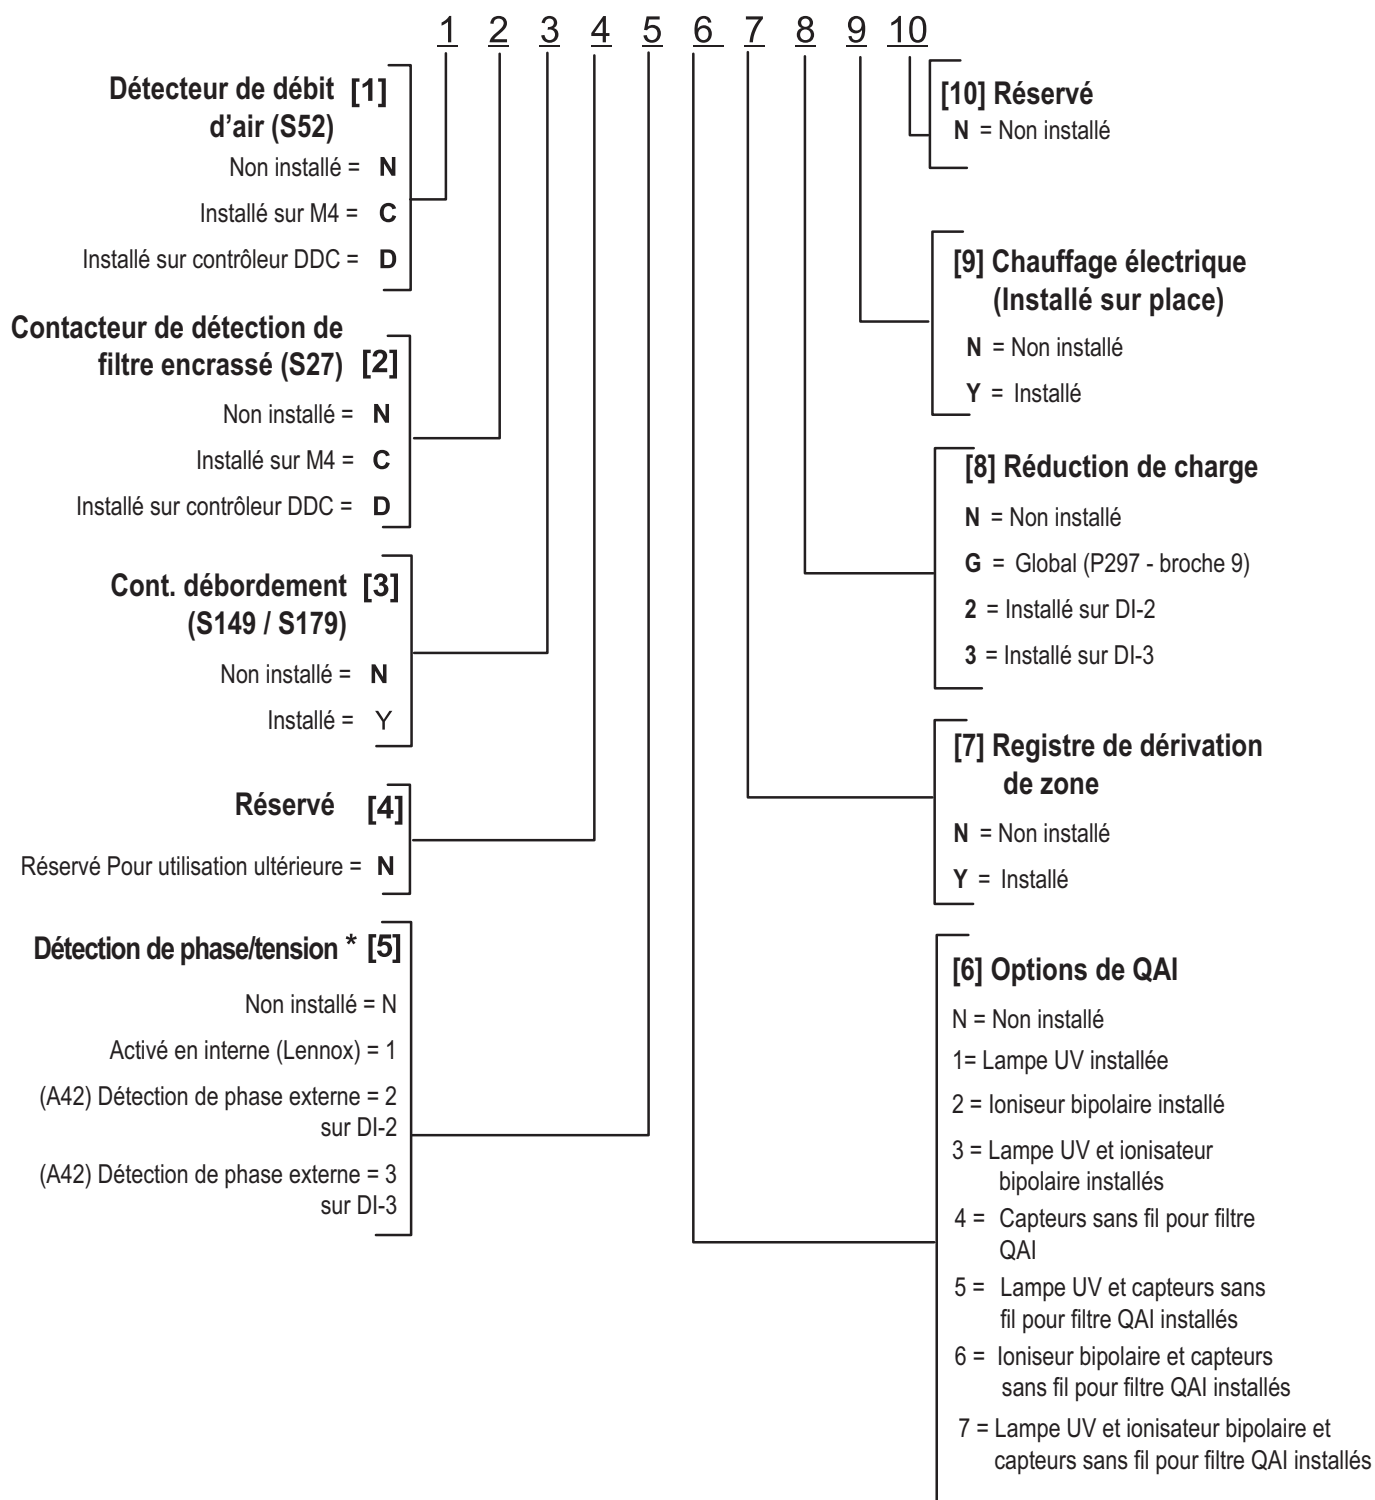 1 2 3 4 5 6 7 8 9 10
Détecteur de débit [1]
d’air (S52)
Non installé = N
Installé sur M4 = C
Installé sur contrôleur DDC = D
Contacteur de détection de
filtre encrassé (S27) [2]
Non installé = N
Installé sur M4 = C
Installé sur contrôleur DDC = D
Cont. débordement [3]
(S149 / S179)
Non installé = N
Installé = Y
Réservé [4]
Réservé Pour utilisation ultérieure = N
Détection de phase/tension * [5]
Non installé = N
Activé en interne (Lennox) = 1
(A42) Détection de phase externe = 2
sur DI-2
(A42) Détection de phase externe = 3
sur DI-3
[10] Réservé
N = Non installé
[9] Chauffage électrique
(Installé sur place)
N = Non installé
Y = Installé
[8] Réduction de charge
N = Non installé
G = Global (P297 - broche 9)
2 = Installé sur DI-2
3 = Installé sur DI-3
[7] Registre de dérivation
de zone
N = Non installé
Y = Installé
[6] Options de QAI
N = Non installé
1= Lampe UV installée
2 = Ioniseur bipolaire installé
3 = Lampe UV et ionisateur
bipolaire installés
4 = Capteurs sans fil pour filtre
QAI
5 = Lampe UV et capteurs sans
fil pour filtre QAI installés
6 = Ioniseur bipolaire et capteurs
sans fil pour filtre QAI installés
7 = Lampe UV et ionisateur bipolaire et
capteurs sans fil pour filtre QAI installés